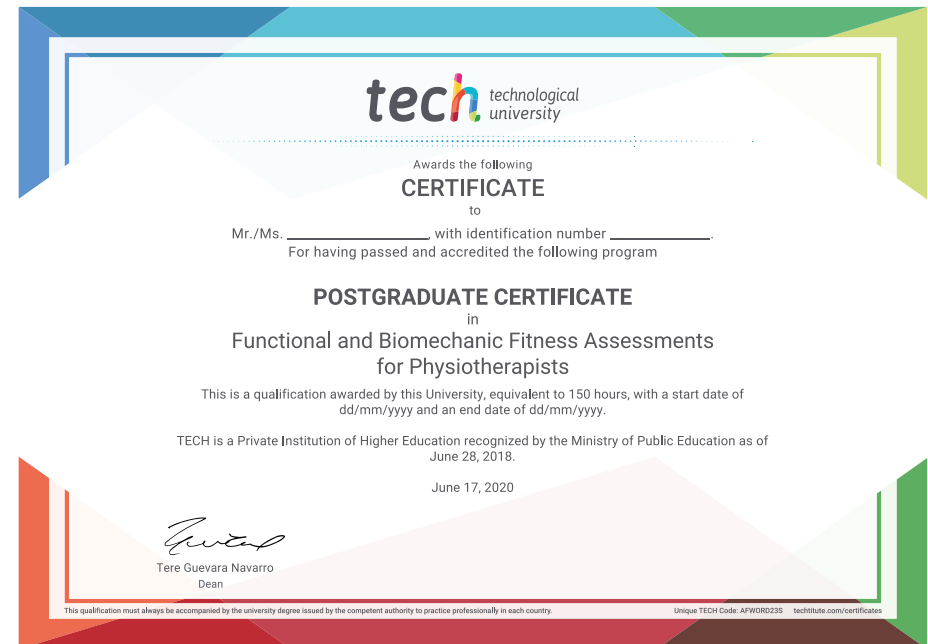 tech technological
university
Awards the following
CERTIFICATE
to
Mr./Ms. ____________________, with identification number ______________.
For having passed and accredited the following program
POSTGRADUATE CERTIFICATE
in
Functional and Biomechanic Fitness Assessments
for Physiotherapists
This is a qualification awarded by this University, equivalent to 150 hours, with a start date of
dd/mm/yyyy and an end date of dd/mm/yyyy.
TECH is a Private Institution of Higher Education recognized by the Ministry of Public Education as of
June 28, 2018.
June 17, 2020
Tere Guevara Navarro
Dean
This qualification must always be accompanied by the university degree issued by the competent authority to practice professionally in each country.
Unique TECH Code: AFWORD23S techtitute.com/certificates